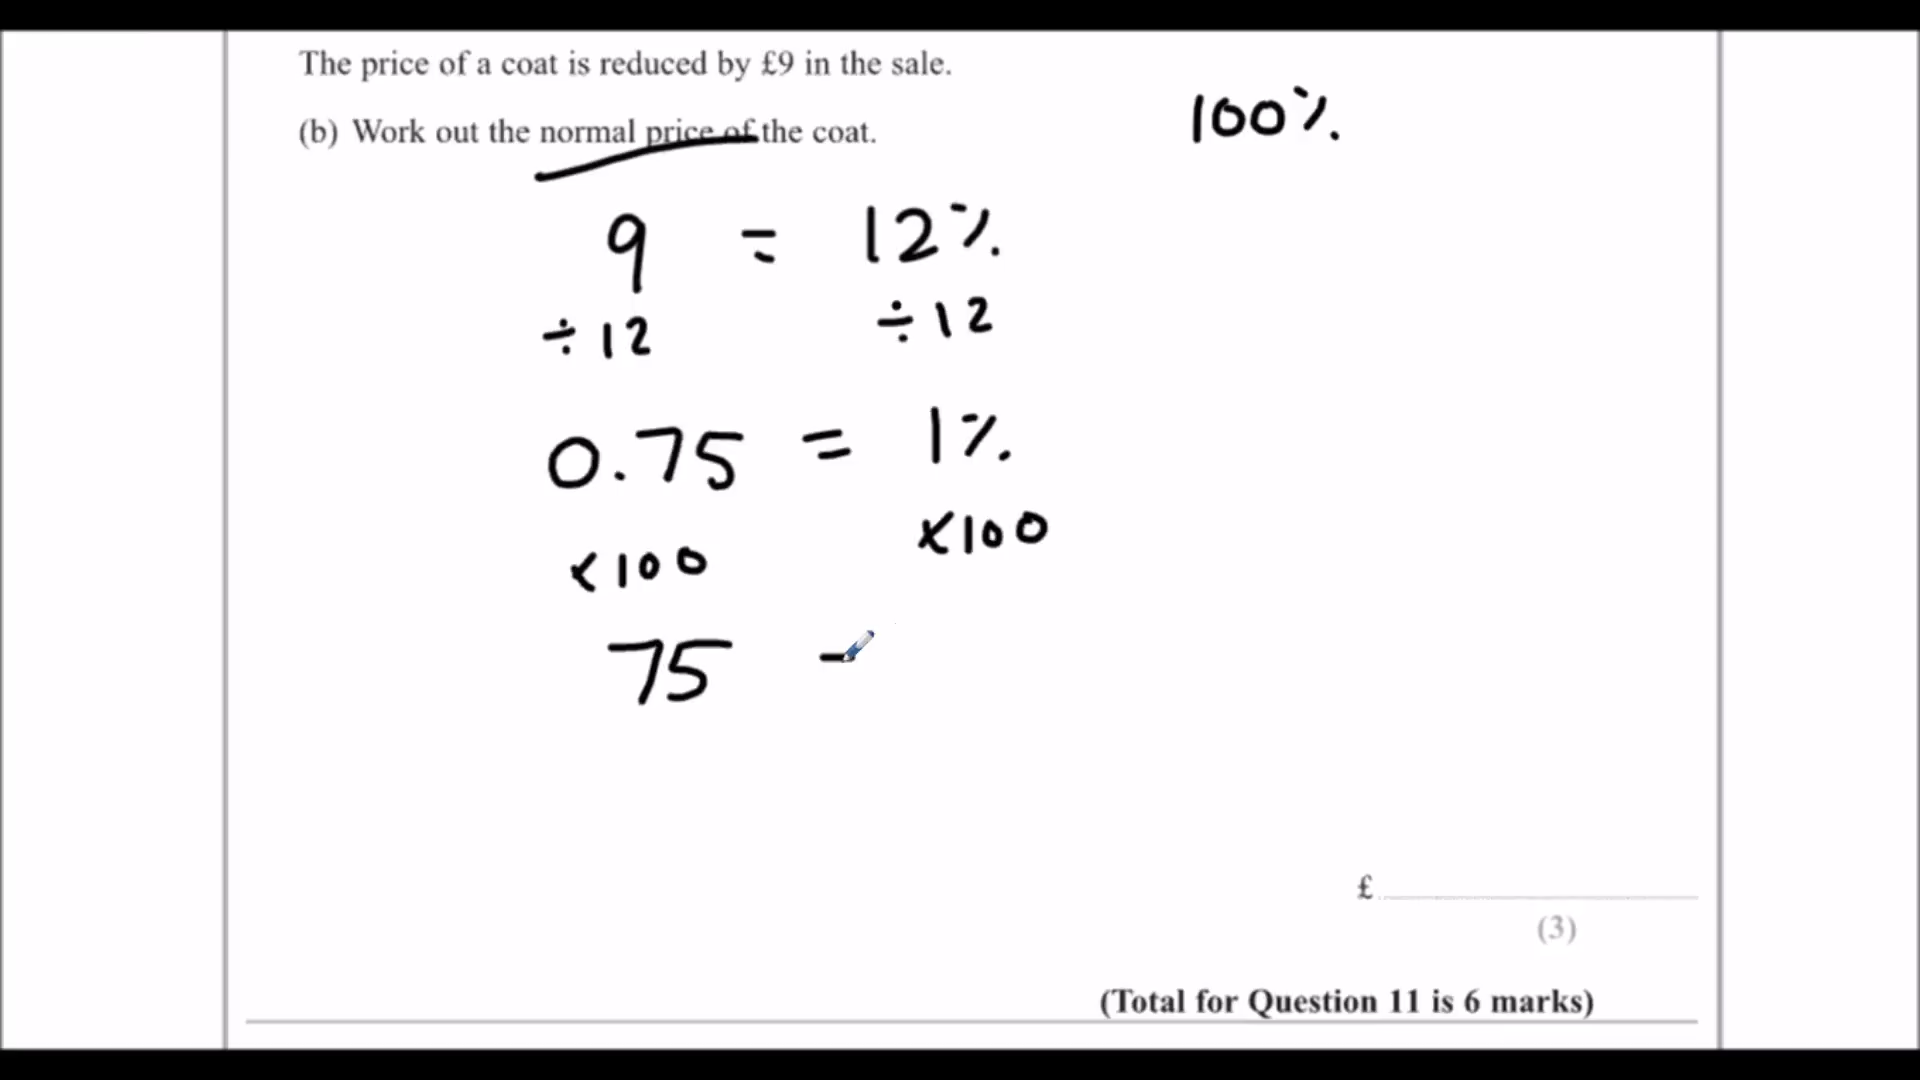 The price of a coat is reduced by £9 in the sale.
(b) Work out the normal price of the coat.
100%
9 = 12%
÷12 ÷12
0.75 = 1%
×100 ×100
75 -
£
(3)
(Total for Question 11 is 6 marks)